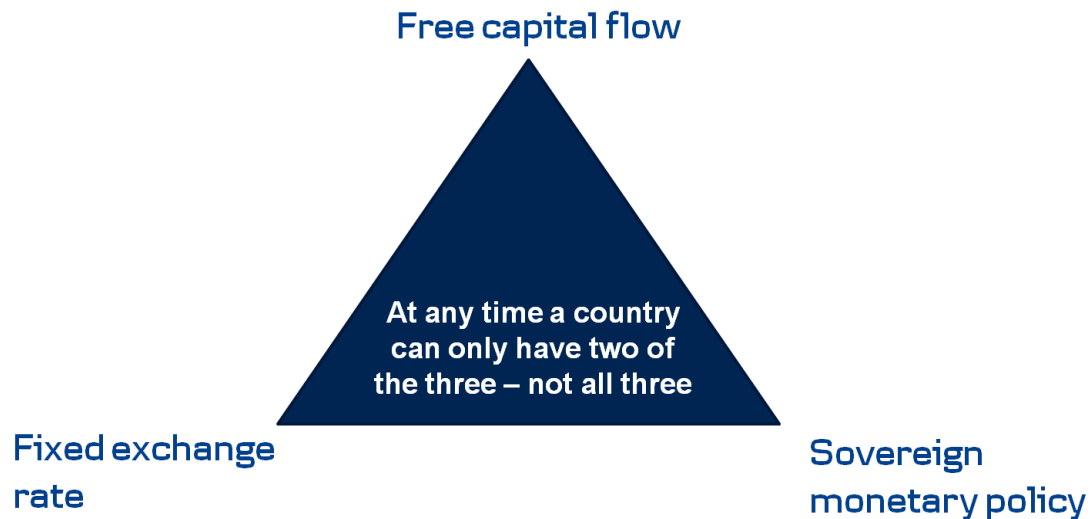 Free capital flow
At any time a country
can only have two of
the three – not all three
Fixed exchange
rate
Sovereign
monetary policy